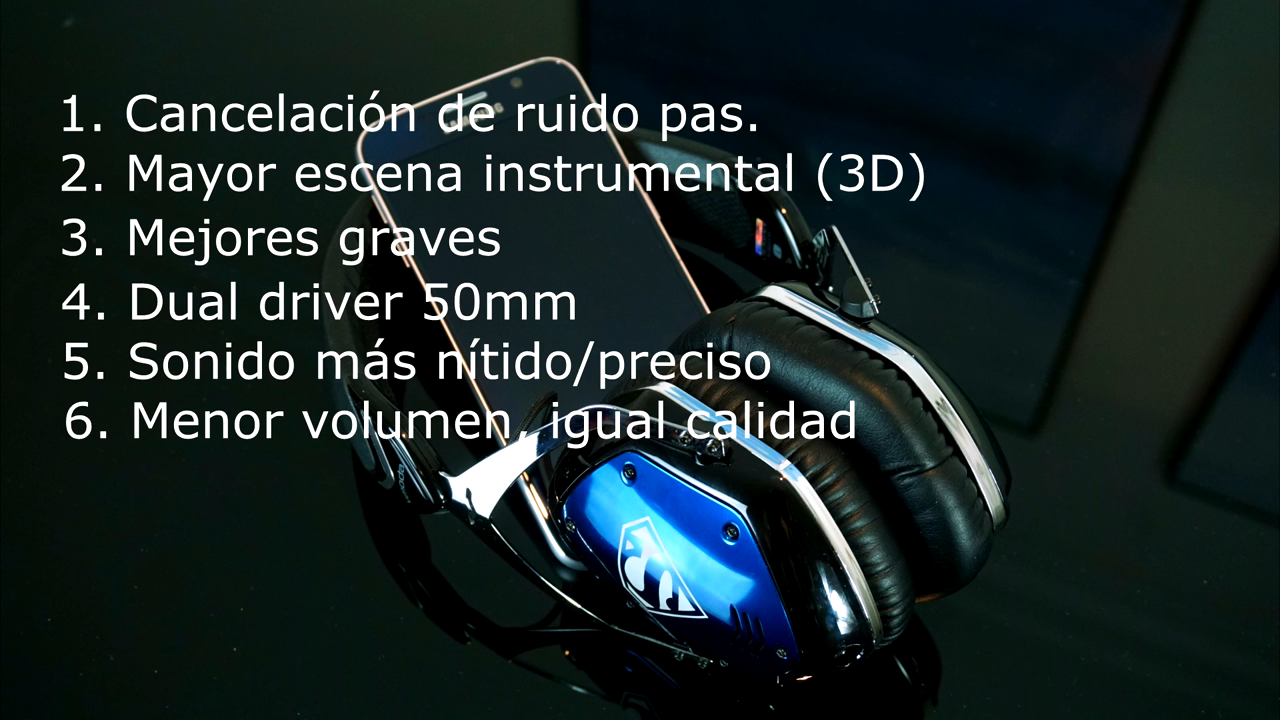 1. Cancelación de ruido pas.
2. Mayor escena instrumental (3D)
3. Mejores graves
4. Dual driver 50mm
5. Sonido más nítido/preciso
6. Menor volumen, igual calidad
SAMSUNG